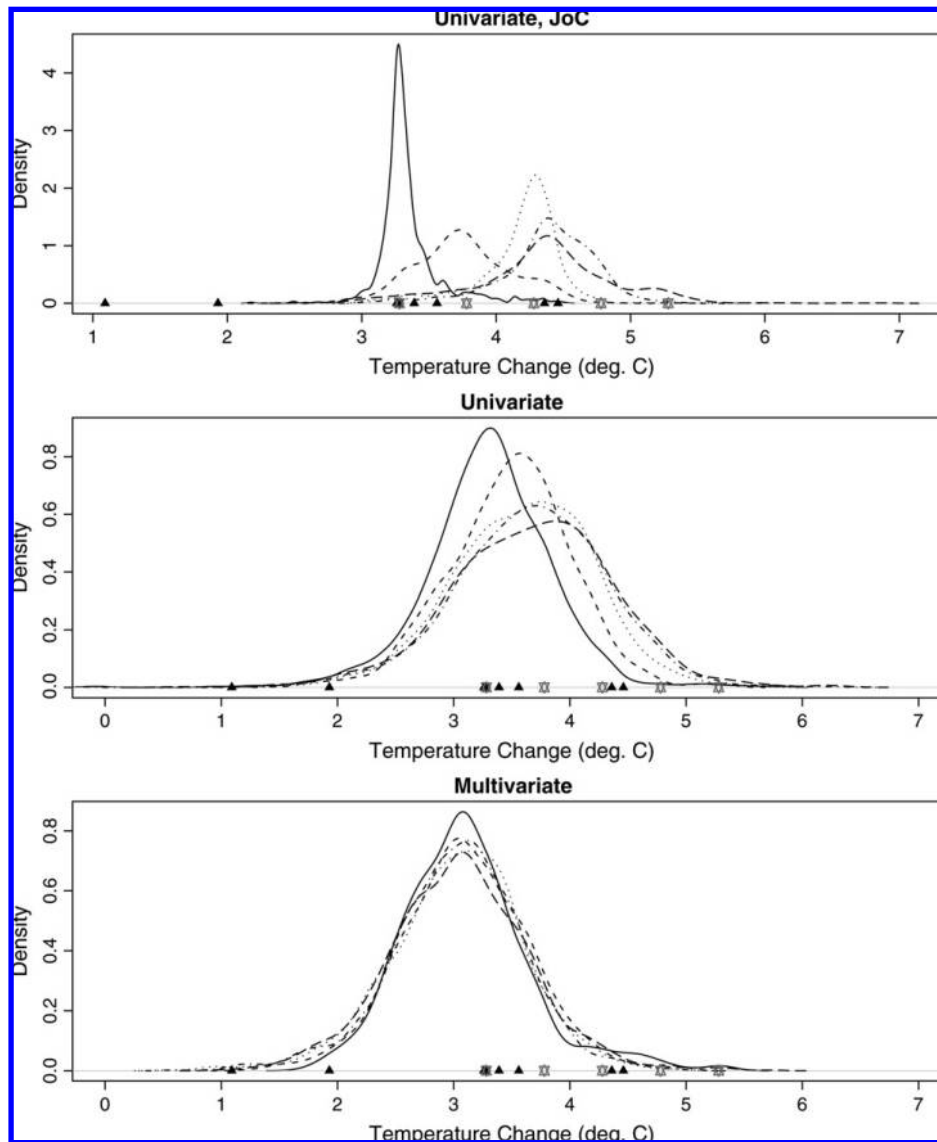 Univariate, JoC
Density
0 1 2 3 4
1 2 3 4 5 6 7
Temperature Change (deg. C)
Univariate
Density
0.0 0.2 0.4 0.6 0.8
0 1 2 3 4 5 6 7
Temperature Change (deg. C)
Multivariate
Density
0.0 0.2 0.4 0.6 0.8
0 1 2 3 4 5 6 7
Temperature Change (deg. C)